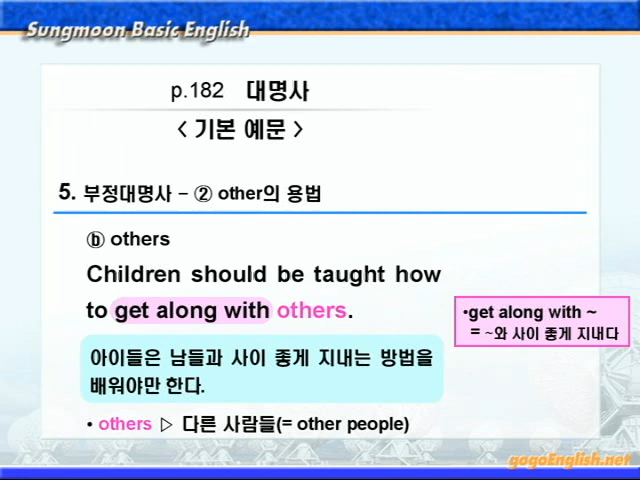 Sungmoon Basic English
p.182 대명사
< 기본 예문 >
5. 부정대명사 – ② other의 용법
ⓑ others
Children should be taught how
to get along with others.
•get along with ~
= ~와 사이 좋게 지내다
아이들은 남들과 사이 좋게 지내는 방법을
배워야만 한다.
• others ▷ 다른 사람들(= other people)
gogoEnglish.net